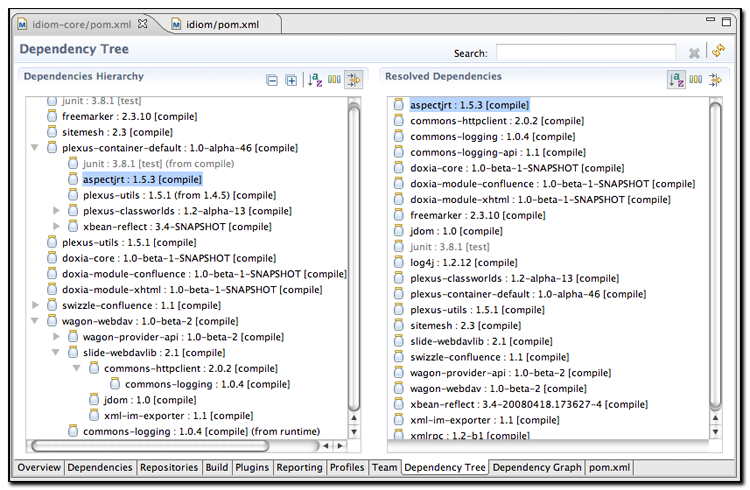 idiom-core/pom.xml
idiom/pom.xml
Dependency Tree
Search:
Dependencies Hierarchy
junit : 3.8.1 [test]
freemarker : 2.3.10 [compile]
sitemesh : 2.3 [compile]
plexus-container-default : 1.0-alpha-46 [compile]
junit : 3.8.1 [test] (from compile)
aspectjrt : 1.5.3 [compile]
plexus-utils : 1.5.1 (from 1.4.5) [compile]
plexus-classworlds : 1.2-alpha-13 [compile]
xbean-reflect : 3.4-SNAPSHOT [compile]
plexus-utils : 1.5.1 [compile]
doxia-core : 1.0-beta-1-SNAPSHOT [compile]
doxia-module-confluence : 1.0-beta-1-SNAPSHOT [compile]
doxia-module-xhtml : 1.0-beta-1-SNAPSHOT [compile]
swizzle-confluence : 1.1 [compile]
wagon-webdav : 1.0-beta-2 [compile]
wagon-provider-api : 1.0-beta-2 [compile]
slide-webdavlib : 2.1 [compile]
commons-httpclient : 2.0.2 [compile]
commons-logging : 1.0.4 [compile]
jdom : 1.0 [compile]
xml-im-exporter : 1.1 [compile]
commons-logging : 1.0.4 [compile] (from runtime)
Resolved Dependencies
aspectjrt : 1.5.3 [compile]
commons-httpclient : 2.0.2 [compile]
commons-logging : 1.0.4 [compile]
commons-logging-api : 1.1 [compile]
doxia-core : 1.0-beta-1-SNAPSHOT [compile]
doxia-module-confluence : 1.0-beta-1-SNAPSHOT [compile]
doxia-module-xhtml : 1.0-beta-1-SNAPSHOT [compile]
freemarker : 2.3.10 [compile]
jdom : 1.0 [compile]
junit : 3.8.1 [test]
log4j : 1.2.12 [compile]
plexus-classworlds : 1.2-alpha-13 [compile]
plexus-container-default : 1.0-alpha-46 [compile]
plexus-utils : 1.5.1 [compile]
sitemesh : 2.3 [compile]
slide-webdavlib : 2.1 [compile]
swizzle-confluence : 1.1 [compile]
wagon-provider-api : 1.0-beta-2 [compile]
wagon-webdav : 1.0-beta-2 [compile]
xbean-reflect : 3.4-20080418.173627-4 [compile]
xmlrpc : 1.2-b1 [compile]
Overview Dependencies Repositories Build Plugins Reporting Profiles Team Dependency Tree Dependency Graph pom.xml